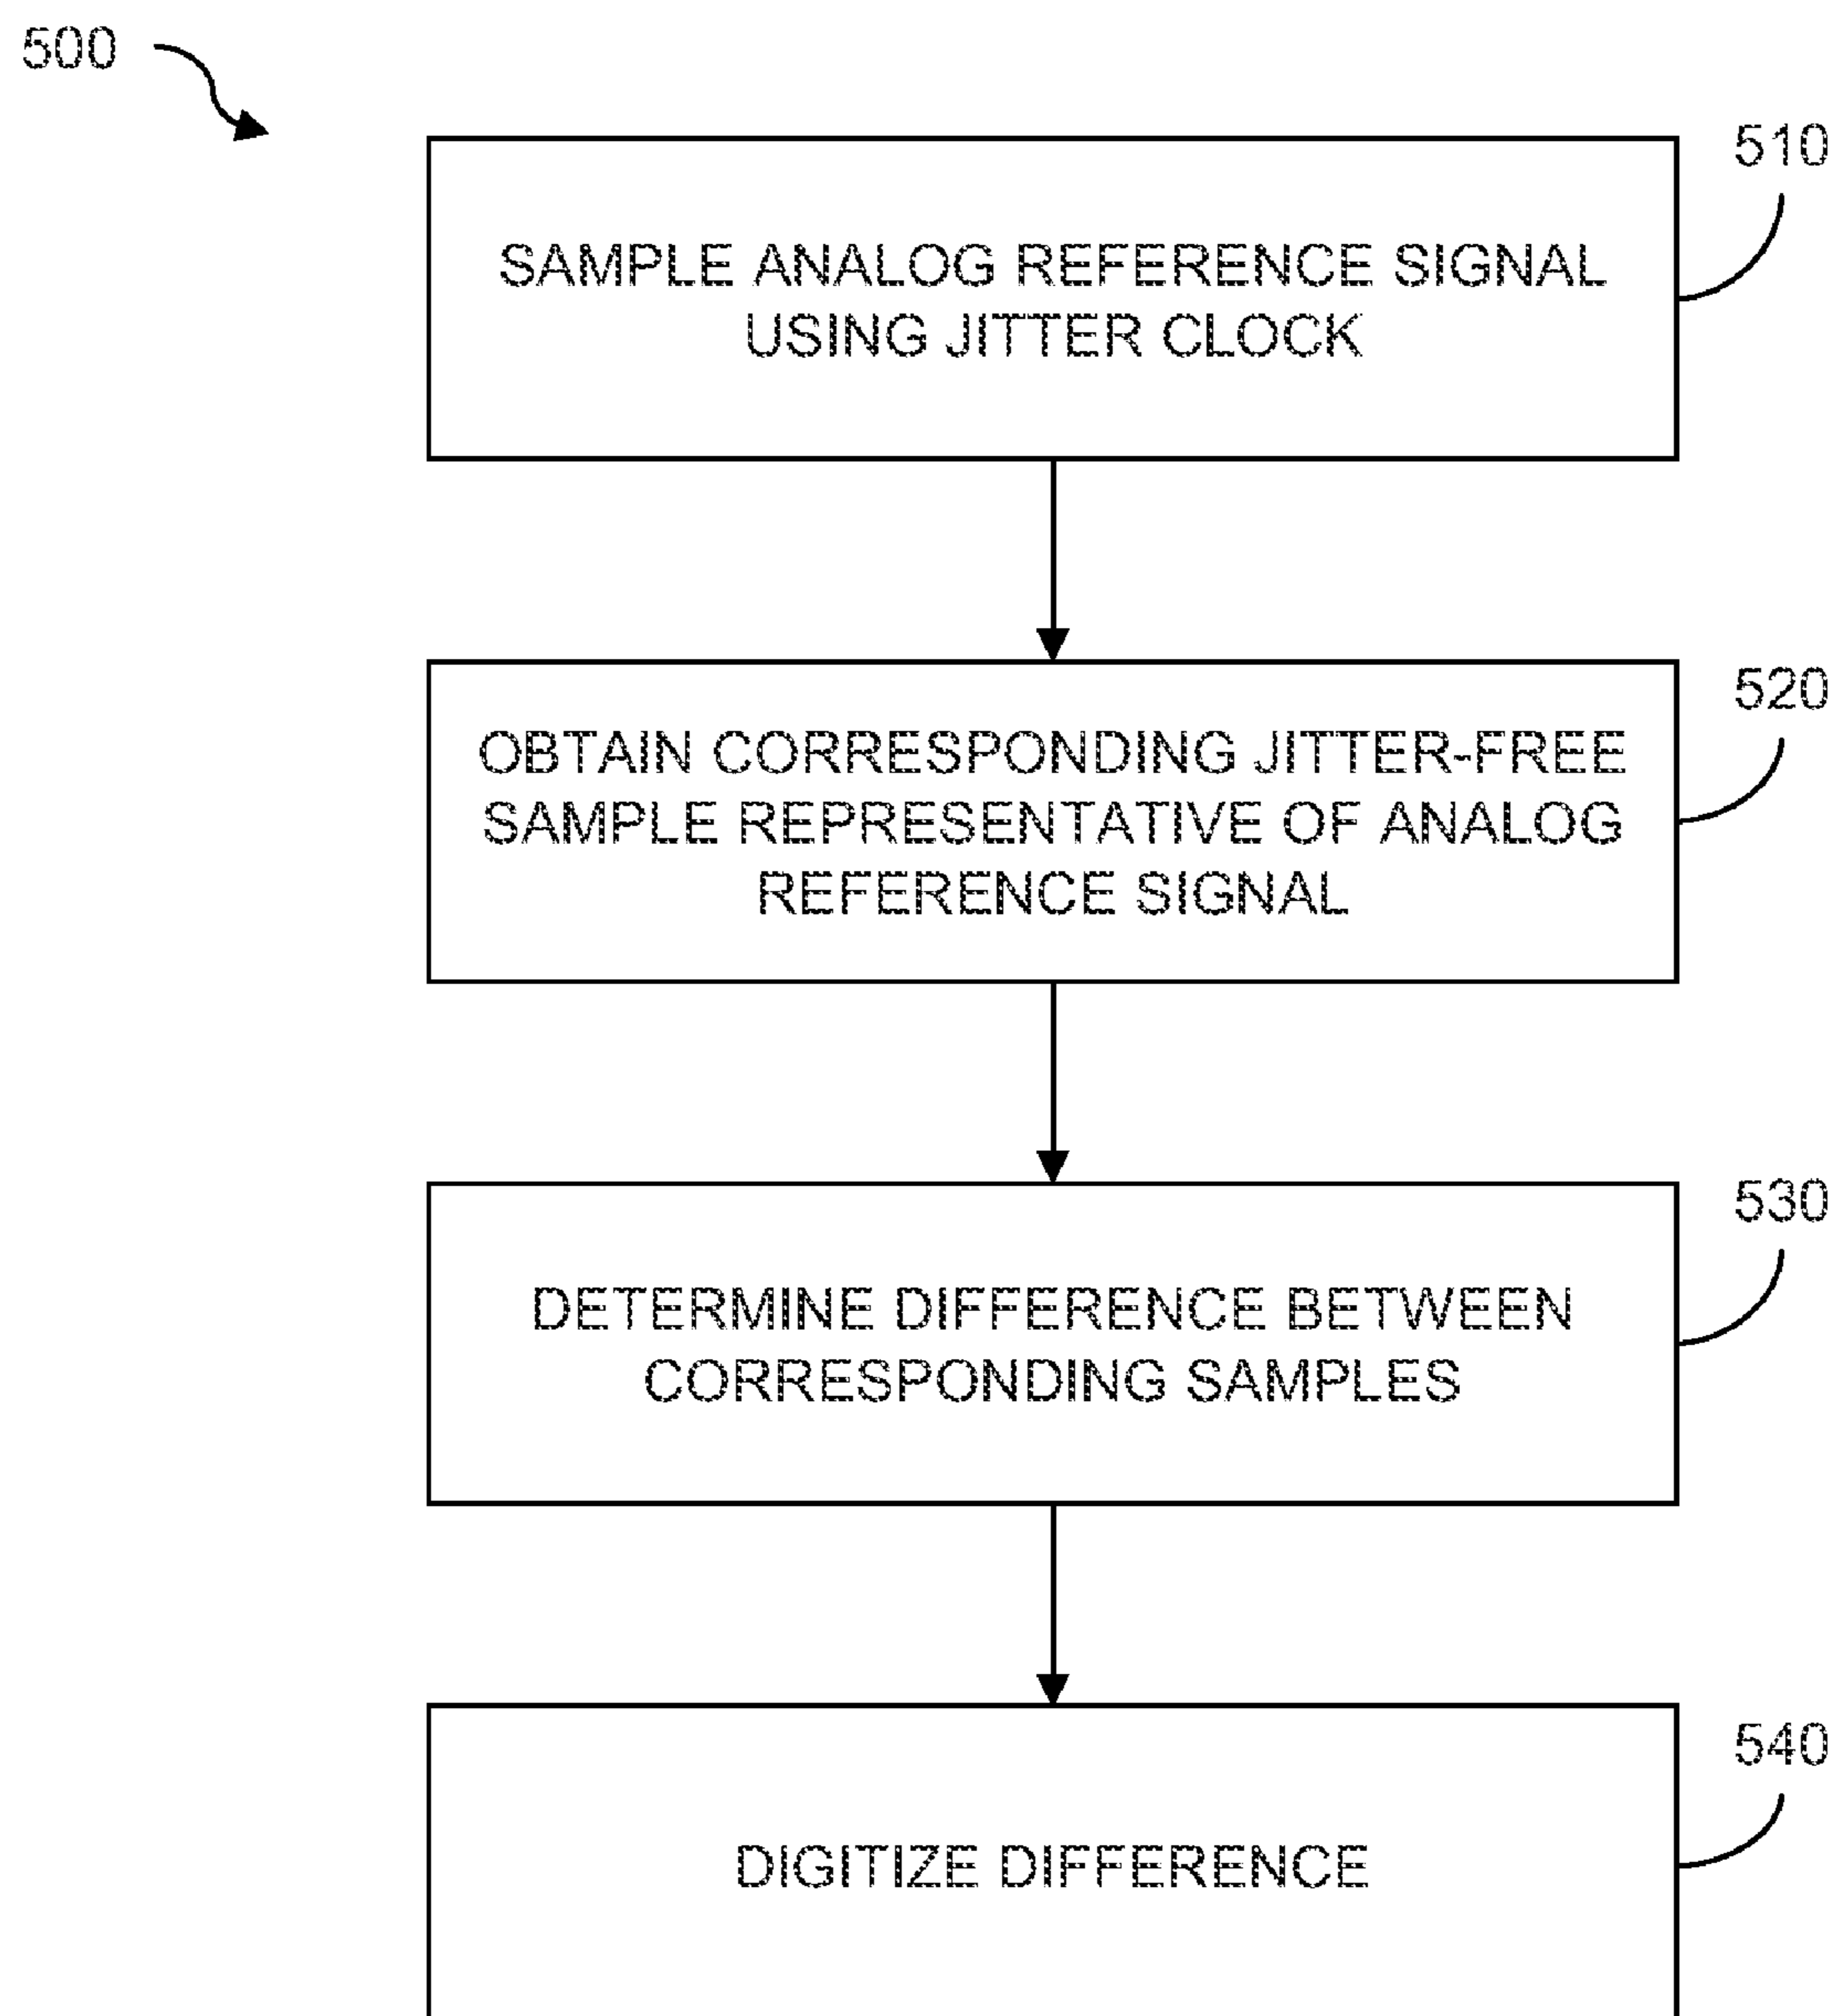 500
510
SAMPLE ANALOG REFERENCE SIGNAL
USING JITTER CLOCK
520
OBTAIN CORRESPONDING JITTER-FREE
SAMPLE REPRESENTATIVE OF ANALOG
REFERENCE SIGNAL
530
DETERMINE DIFFERENCE BETWEEN
CORRESPONDING SAMPLES
540
DIGITIZE DIFFERENCE